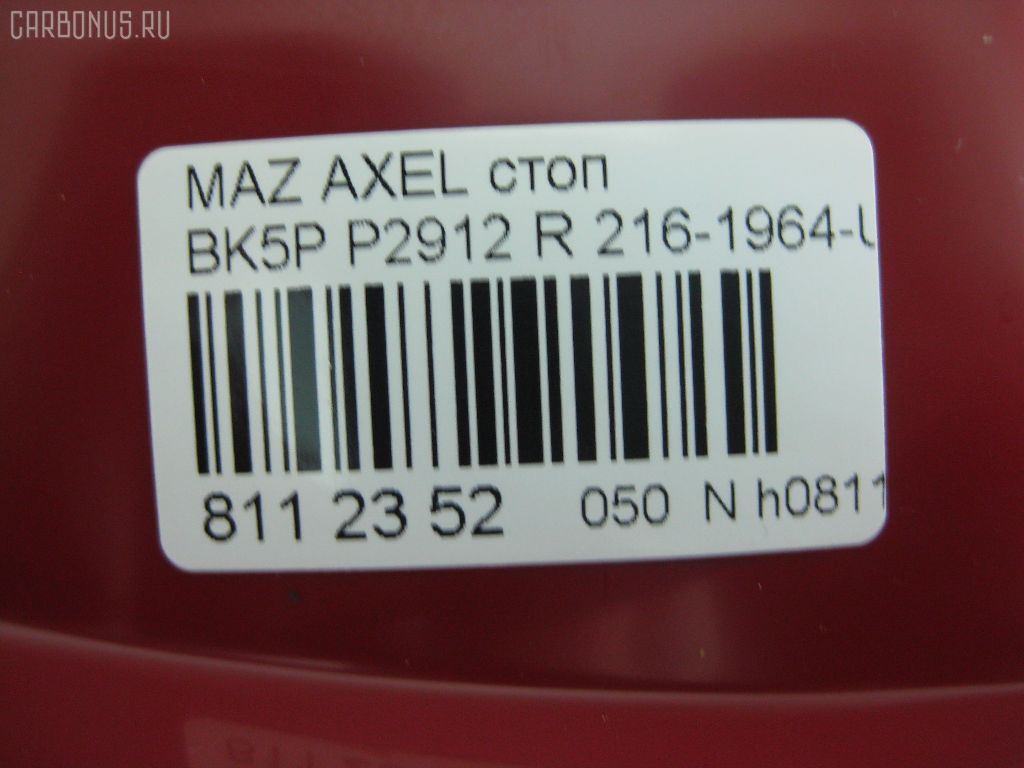 CARBONUS.RU
MAZ AXEL стоп
BK5P P2912 R 216-1964-U
811 23 52 050 N h0811